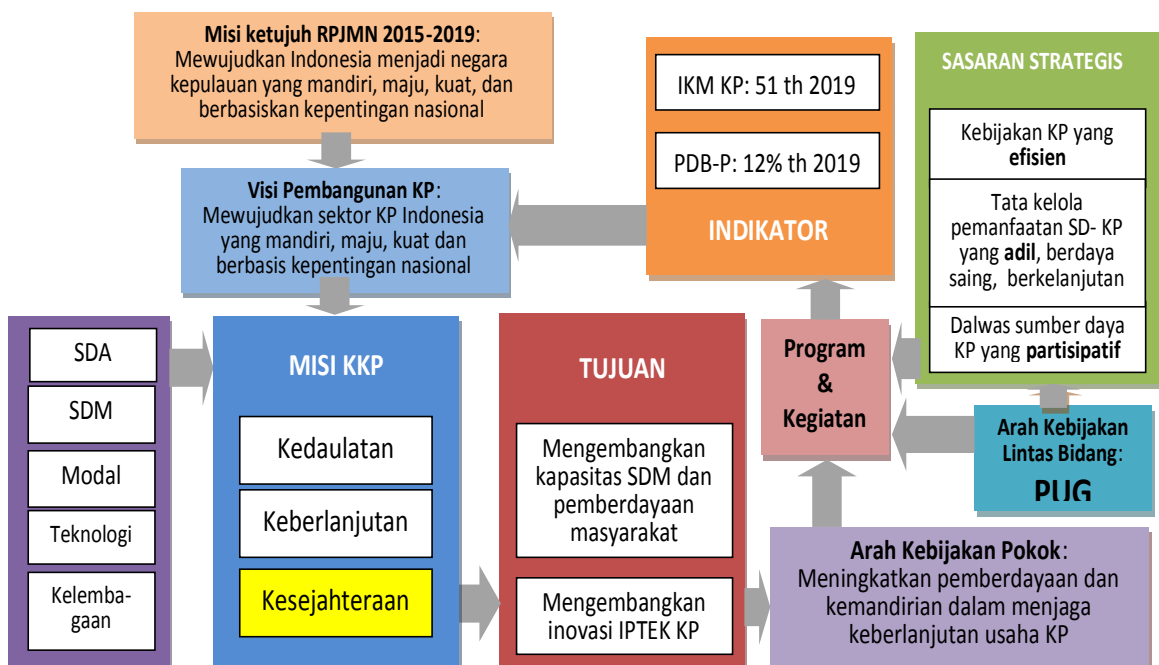 Misi ketujuh RPJMN 2015-2019:
Mewujudkan Indonesia menjadi negara
kepulauan yang mandiri, maju, kuat, dan
berbasiskan kepentingan nasional
Visi Pembangunan KP:
Mewujudkan sektor KP Indonesia
yang mandiri, maju, kuat dan
berbasis kepentingan nasional
IKM KP: 51 th 2019
PDB-P: 12% th 2019
INDIKATOR
SASARAN STRATEGIS
Kebijakan KP yang
efisien
Tata kelola
pemanfaatan SD- KP
yang adil, berdaya
saing, berkelanjutan
Dalwas sumber daya
KP yang partisipatif
SDA
SDM
Modal
Teknologi
Kelemba-
gaan
MISI KKP
Kedaulatan
Keberlanjutan
Kesejahteraan
TUJUAN
Mengembangkan
kapasitas SDM dan
pemberdayaan
masyarakat
Mengembangkan
inovasi IPTEK KP
Program
&
Kegiatan
Arah Kebijakan
Lintas Bidang:
PUG
Arah Kebijakan Pokok:
Meningkatkan pemberdayaan dan
kemandirian dalam menjaga
keberlanjutan usaha KP